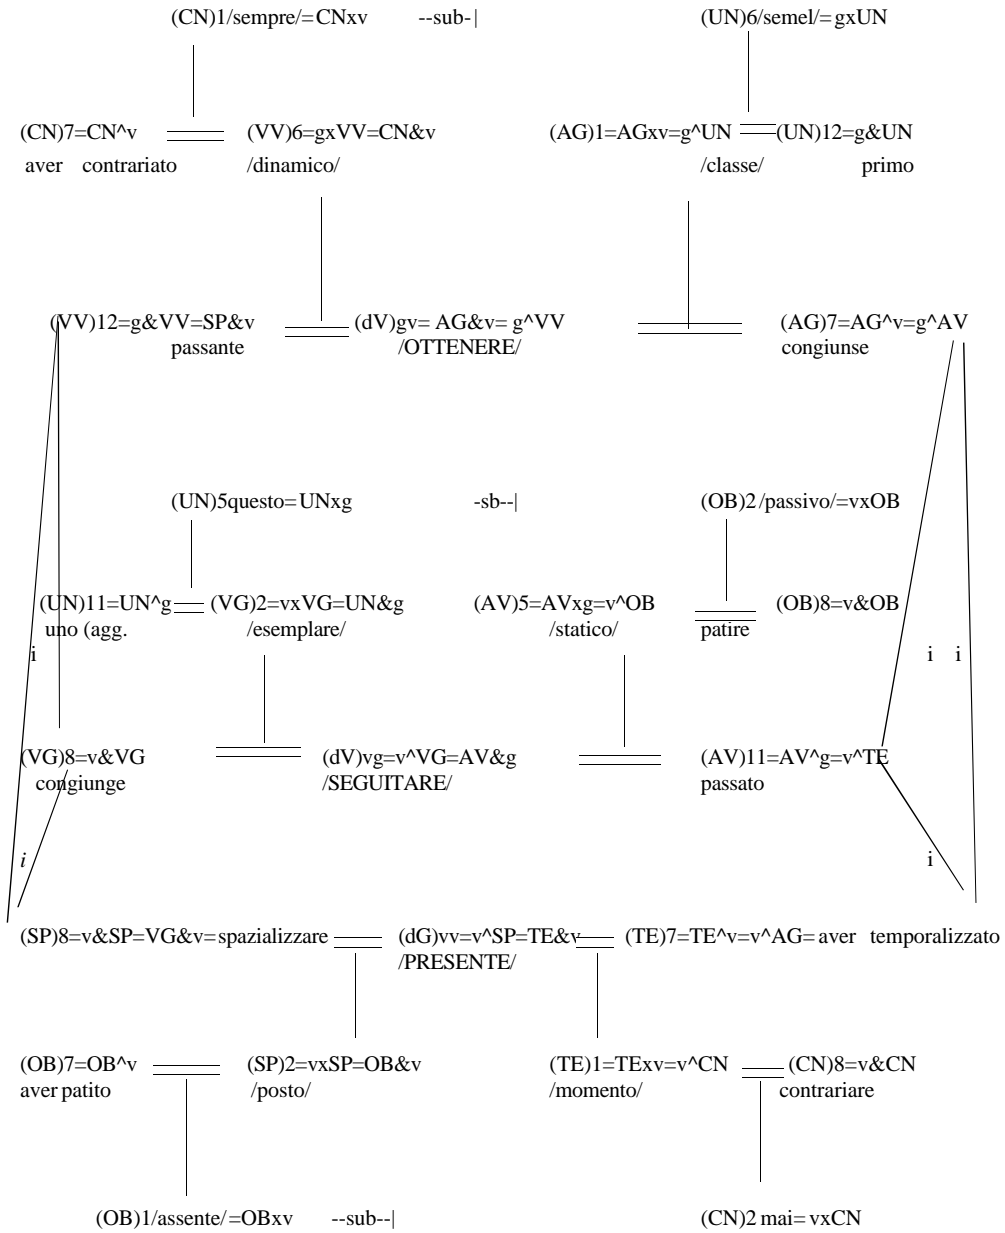 (CN)1/sempre/=CNxv --sub-| (UN)6/semel/=gxUN
(CN)7=CN^v (VV)6=gxVV=CN&v (AG)1=AGxv=g^UN (UN)12=g&UN
aver contrariato /dinamico/ /classe/ primo
(VV)12=g&VV=SP&v (dV)gv= AG&v= g^VV (AG)7=AG^v=g^AV
passante /OTTENERE/ congiunse
(UN)5questo=UNxg -sb--| (OB)2/passivo/=vxOB
(UN)11=UN^g (VG)2=vxVG=UN&g (AV)5=AVxg=v^OB (OB)8=v&OB
uno (agg. /esemplare/ /statico/ patire
i i i
(VG)8=v&VG (dV)vg=v^VG=AV&g (AV)11=AV^g=v^TE
congiunge /SEGUITARE/ passato
i i
(SP)8=v&SP=VG&v=spazializzare (dG)vv=v^SP=TE&v (TE)7=TE^v=v^AG=aver temporalizzato
/PRESENTE/
(OB)7=OB^v (SP)2=vxSP=OB&v (TE)1=TExv=v^CN (CN)8=v&CN
aver patito /posto/ /momento/ contrariare
(OB)1/assente/=OBxv --sub--| (CN)2 mai=vxCN